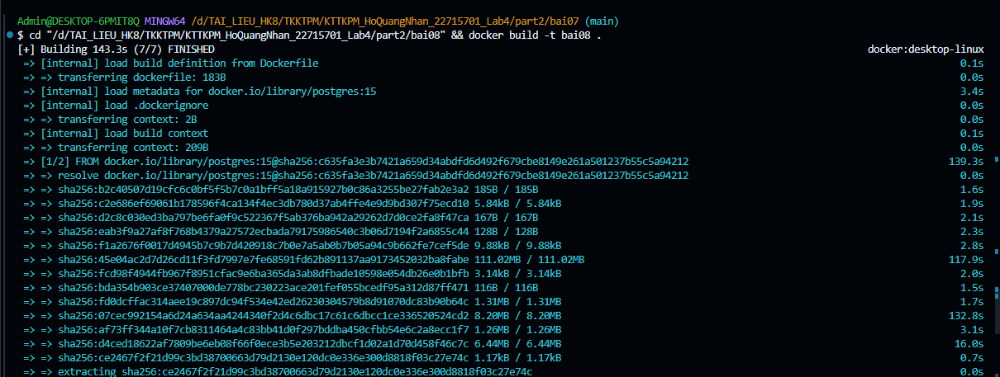 Admin@DESKTOP-6PMIT8Q MINGW64 /d/TAI_LIEU_HK8/TKKTPM/KTTKPM_HoQuangNhan_22715701_Lab4/part2/bai07 (main)
$ cd "/d/TAI_LIEU_HK8/TKKTPM/KTTKPM_HoQuangNhan_22715701_Lab4/part2/bai08" && docker build -t bai08 .
[+] Building 143.3s (7/7) FINISHED docker:desktop-linux
=> [internal] load build definition from Dockerfile 0.1s
=> => transferring dockerfile: 183B 0.0s
=> [internal] load metadata for docker.io/library/postgres:15 3.4s
=> [internal] load .dockerignore 0.0s
=> => transferring context: 2B 0.0s
=> [internal] load build context 0.1s
=> => transferring context: 209B 0.0s
=> [1/2] FROM docker.io/library/postgres:15@sha256:c635fa3e3b7421a659d34abdfd6d492f679cbe8149e261a501237b55c5a94212 139.3s
=> => resolve docker.io/library/postgres:15@sha256:c635fa3e3b7421a659d34abdfd6d492f679cbe8149e261a501237b55c5a94212 0.0s
=> => sha256:b2c40507d19cfc6c0bf5f5b7c0a1bff5a18a915927b0c86a3255be27fab2e3a2 185B / 185B 1.6s
=> => sha256:c2e686ef69061b178596f4ca134f4ec3db780d37ab4ffe4e9d9bd307f75ecd10 5.84kB / 5.84kB 1.9s
=> => sha256:d2c8c030ed3ba797be6fa0f9c522367f5ab376ba942a29262d7d0ce2fa8f47ca 167B / 167B 2.1s
=> => sha256:eab3f9a27af8f768b4379a27572ecbada79175986540c3b06d7194f2a6855c44 128B / 128B 2.3s
=> => sha256:f1a2676f0017d4945b7c9b7d420918c7b0e7a5ab0b7b05a94c9b662fe7cef5de 9.88kB / 9.88kB 2.8s
=> => sha256:45e04ac2d7d26cd11f3fd7997e7fe68591fd62b891137aa9173452032ba8fabe 111.02MB / 111.02MB 117.9s
=> => sha256:fcd98f4944fb967f8951cfac9e6ba365da3ab8dfbade10598e054db26e0b1bfb 3.14kB / 3.14kB 2.0s
=> => sha256:bda354b903ce37407000de778bc230223ace201fef055bcedf95a312d87ff471 116B / 116B 1.5s
=> => sha256:fd0dcffac314aee19c897dc94f534e42ed26230304579b8d91070dc83b90b64c 1.31MB / 1.31MB 1.7s
=> => sha256:07cec992154a6d24a634aa4244340f2d4c6dbc17c61c6dbcc1ce336520524cd2 8.20MB / 8.20MB 132.8s
=> => sha256:af73ff344a10f7cb8311464a4c83bb41d0f297bddba450cfbb54e6c2a8ecc1f7 1.26MB / 1.26MB 3.1s
=> => sha256:d4ced18622af7809be6eb08f66f0ece3b5e203212dbcf1d02a1d70d458f46c7c 6.44MB / 6.44MB 16.0s
=> => sha256:ce2467f2f21d99c3bd38700663d79d2130e120dc0e336e300d8818f03c27e74c 1.17kB / 1.17kB 0.7s
=> => extracting sha256:ce2467f2f21d99c3bd38700663d79d2130e120dc0e336e300d8818f03c27e74c 0.0s